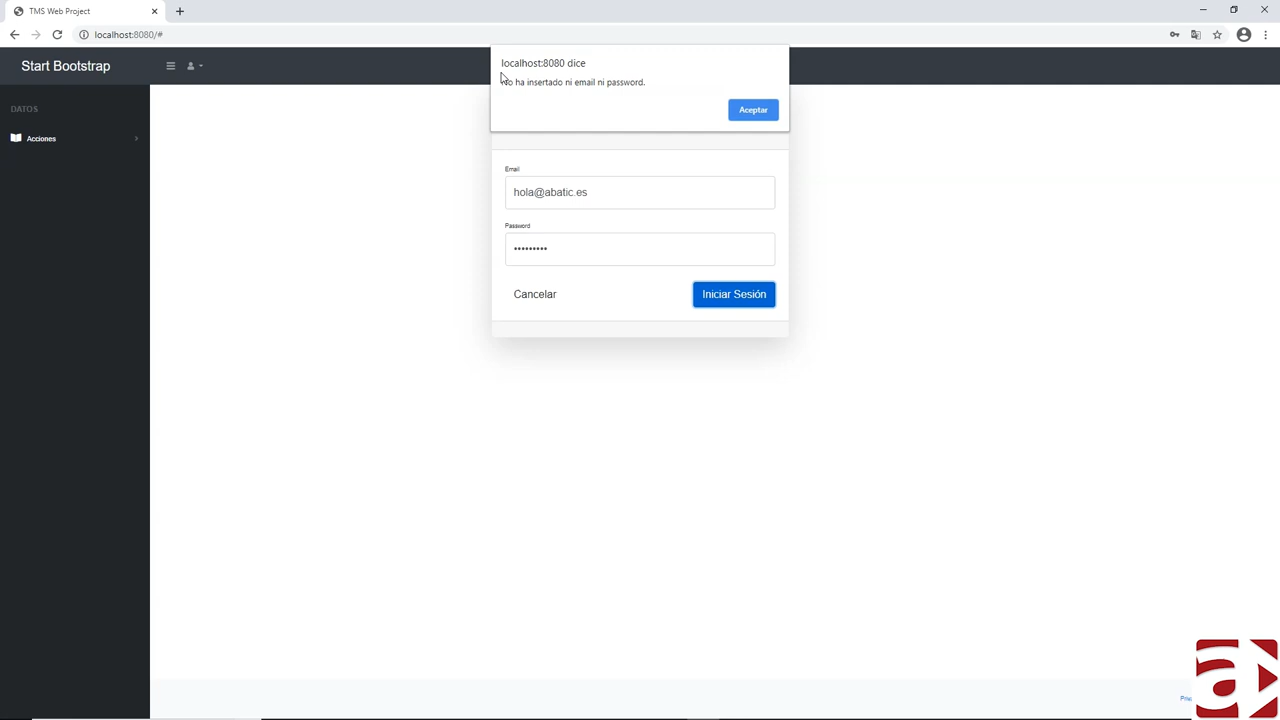 TMS Web Project
localhost:8080/#
Start Bootstrap
localhost:8080 dice
No ha insertado ni email ni password.
Aceptar
DATOS
Acciones
Email
hola@abatic.es
Password
•••••••••
Cancelar
Iniciar Sesión
a